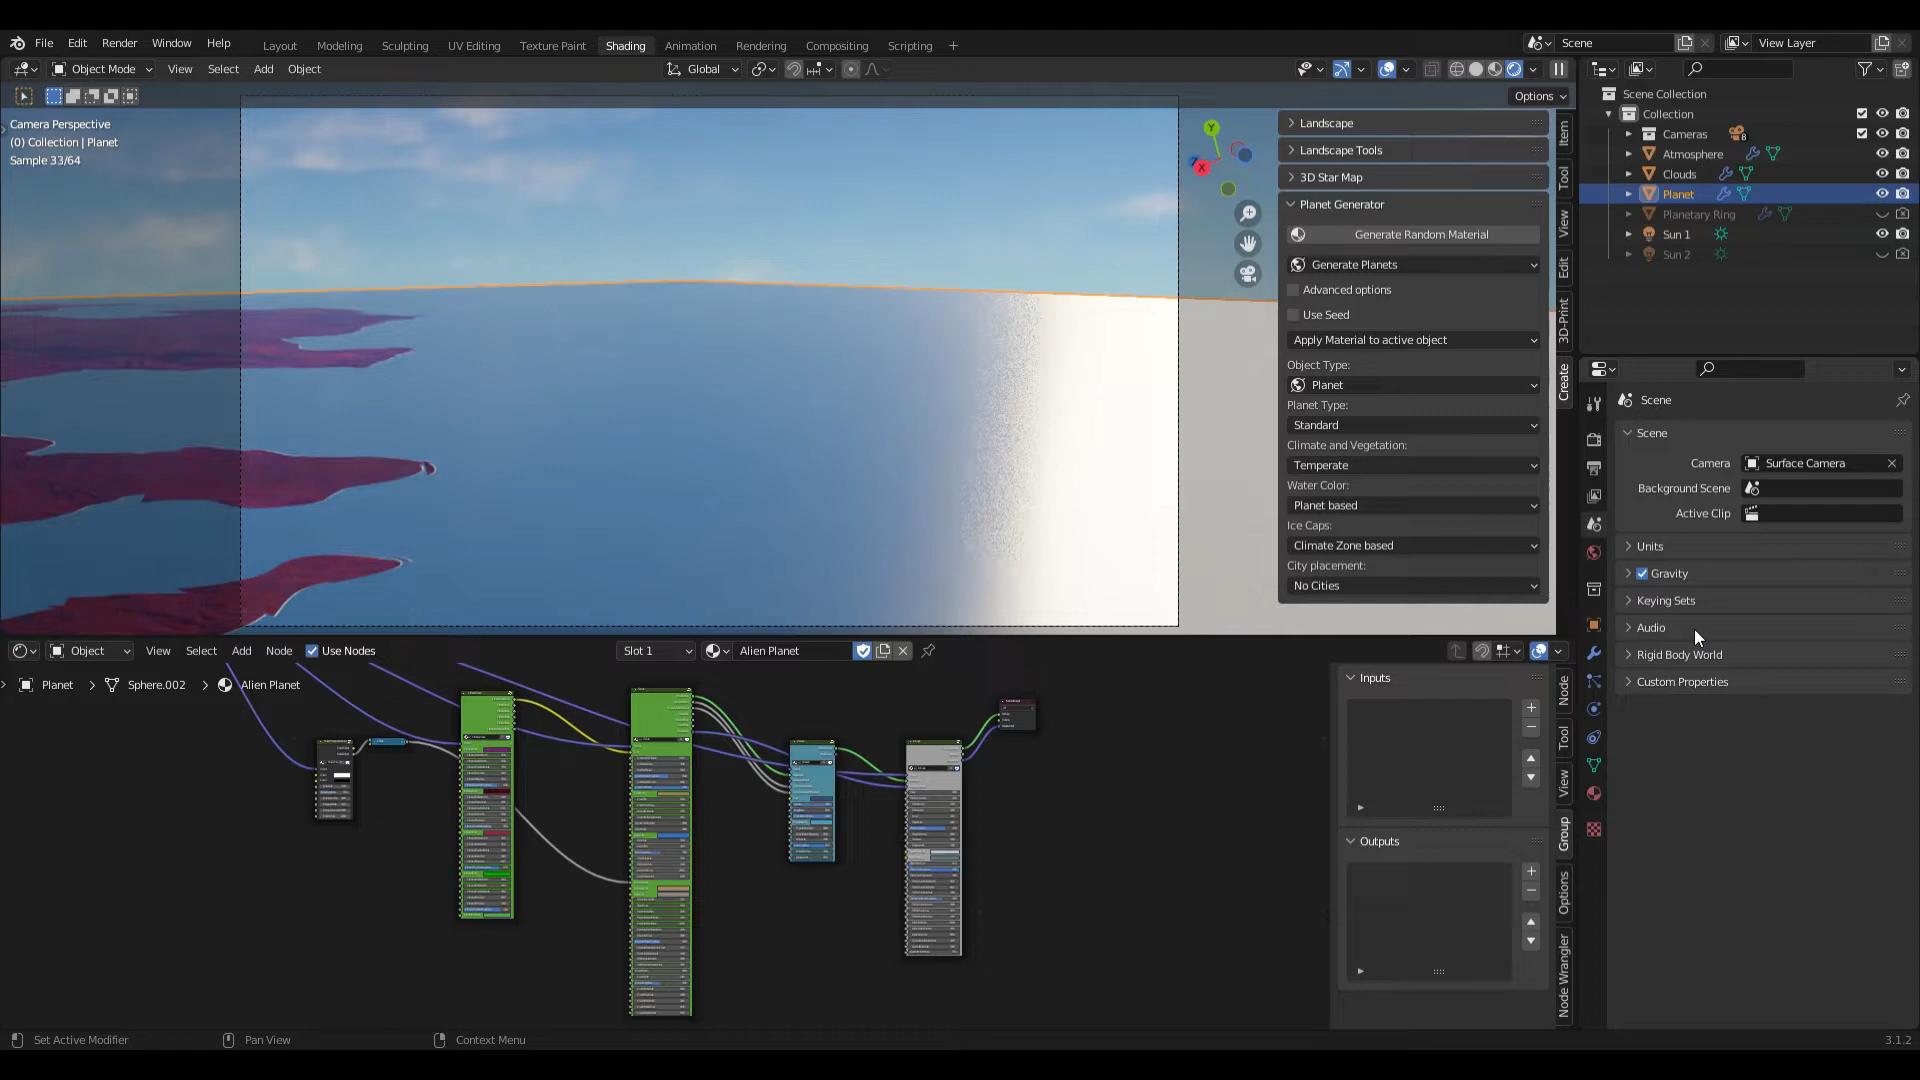 File Edit Render Window Help
Layout Modeling Sculpting UV Editing Texture Paint Shading Animation Rendering Compositing Scripting +
Scene
View Layer
Object Mode View Select Add Object
Global
Options
Camera Perspective
(0) Collection | Planet
Sample 33/64
Y
X
Landscape
Landscape Tools
3D Star Map
Planet Generator
Generate Random Material
Generate Planets
Advanced options
Use Seed
Apply Material to active object
Object Type:
Planet
Planet Type:
Standard
Climate and Vegetation:
Temperate
Water Color:
Planet based
Ice Caps:
Climate Zone based
City placement:
No Cities
Item
Tool
View
Edit
3D-Print
Create
Scene Collection
Collection
Cameras
8
Atmosphere
Clouds
Planet
Planetary Ring
Sun 1
Sun 2
Scene
Scene
Camera Surface Camera
Background Scene
Active Clip
Units
Gravity
Keying Sets
Audio
Rigid Body World
Custom Properties
Object View Select Add Node Use Nodes
Slot 1
Alien Planet
Planet Sphere.002 Alien Planet
Inputs
Outputs
Node
Tool
View
Group
Options
Node Wrangler
Set Active Modifier
Pan View
Context Menu
3.1.2